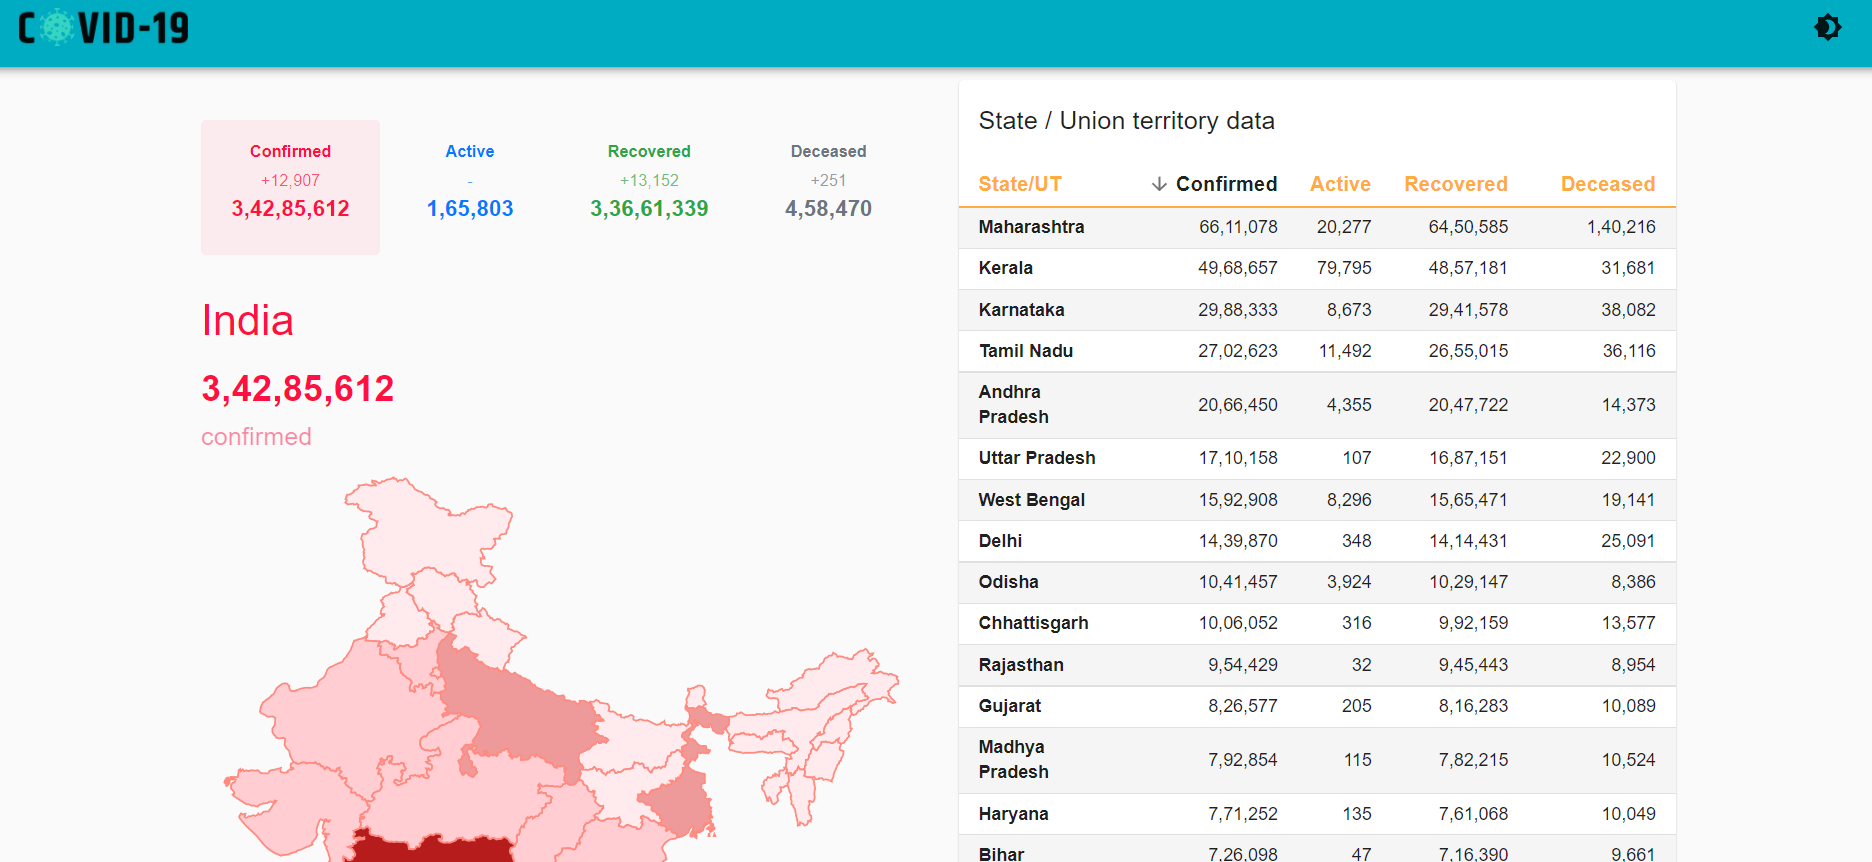 COVID-19
Confirmed
+12,907
3,42,85,612
Active
-
1,65,803
Recovered
+13,152
3,36,61,339
Deceased
+251
4,58,470
India
3,42,85,612
confirmed
State / Union territory data
State/UT Confirmed Active Recovered Deceased
Maharashtra 66,11,078 20,277 64,50,585 1,40,216
Kerala 49,68,657 79,795 48,57,181 31,681
Karnataka 29,88,333 8,673 29,41,578 38,082
Tamil Nadu 27,02,623 11,492 26,55,015 36,116
Andhra
Pradesh 20,66,450 4,355 20,47,722 14,373
Uttar Pradesh 17,10,158 107 16,87,151 22,900
West Bengal 15,92,908 8,296 15,65,471 19,141
Delhi 14,39,870 348 14,14,431 25,091
Odisha 10,41,457 3,924 10,29,147 8,386
Chhattisgarh 10,06,052 316 9,92,159 13,577
Rajasthan 9,54,429 32 9,45,443 8,954
Gujarat 8,26,577 205 8,16,283 10,089
Madhya
Pradesh 7,92,854 115 7,82,215 10,524
Haryana 7,71,252 135 7,61,068 10,049
Bihar 7,26,098 47 7,16,390 9,661